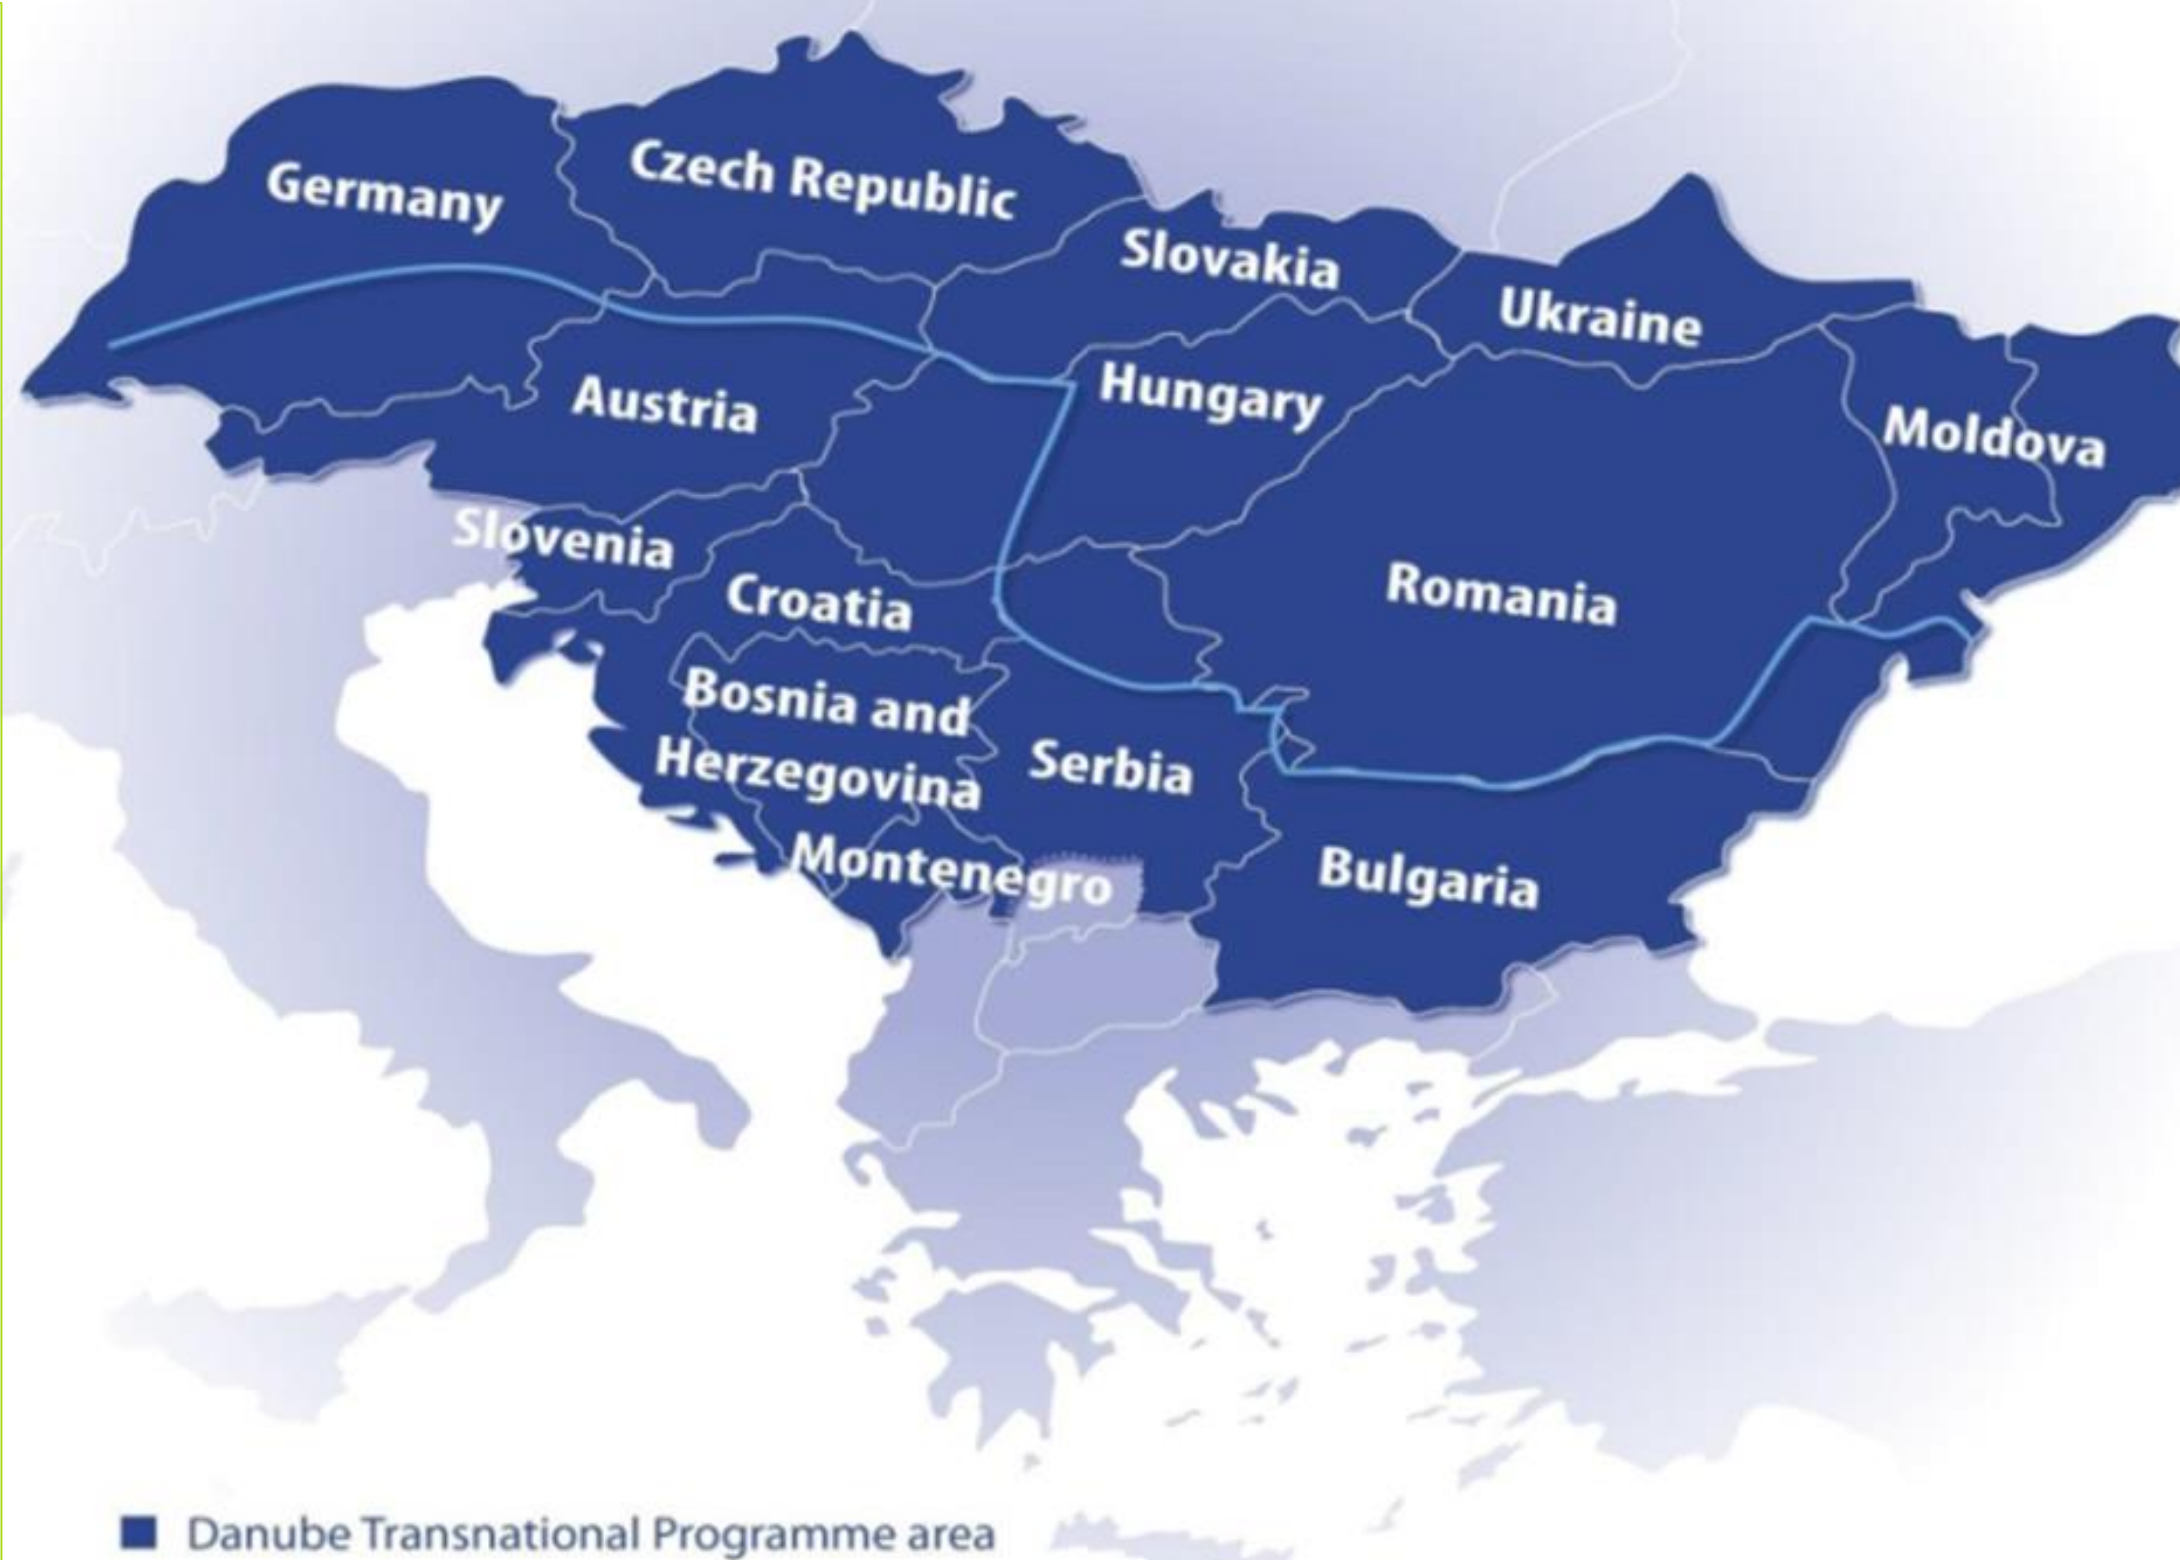 Germany
Czech Republic
Slovakia
Ukraine
Austria
Hungary
Moldova
Slovenia
Croatia
Romania
Bosnia and
Herzegovina
Serbia
Montenegro
Bulgaria
Danube Transnational Programme area